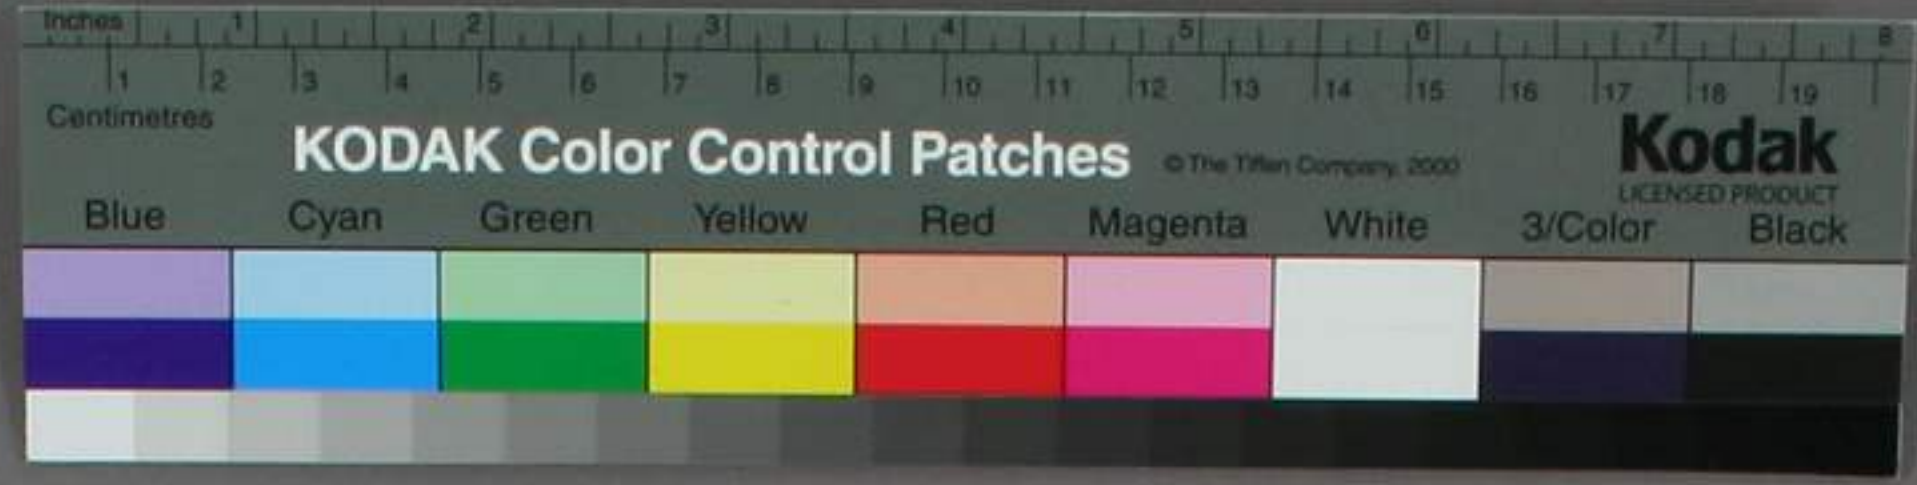 Inches 1 2 3 4 5 6 7 8
1 2 3 4 5 6 7 8 9 10 11 12 13 14 15 16 17 18 19
Centimetres
KODAK Color Control Patches © The Tiffen Company, 2000 Kodak
LICENSED PRODUCT
Blue Cyan Green Yellow Red Magenta White 3/Color Black